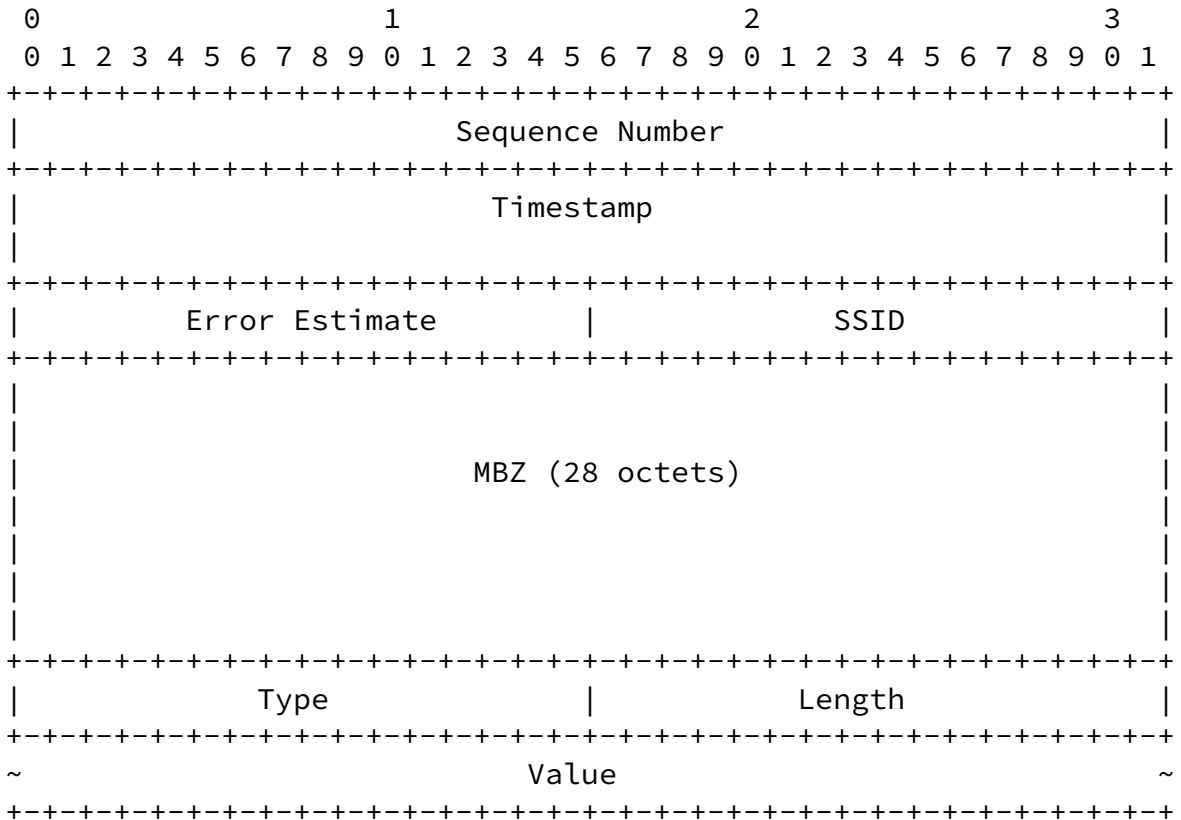 0                   1                   2                   3
 0 1 2 3 4 5 6 7 8 9 0 1 2 3 4 5 6 7 8 9 0 1 2 3 4 5 6 7 8 9 0 1
+-+-+-+-+-+-+-+-+-+-+-+-+-+-+-+-+-+-+-+-+-+-+-+-+-+-+-+-+-+-+-+-+
|                        Sequence Number                        |
+-+-+-+-+-+-+-+-+-+-+-+-+-+-+-+-+-+-+-+-+-+-+-+-+-+-+-+-+-+-+-+-+
|                          Timestamp                            |
|                                                               |
+-+-+-+-+-+-+-+-+-+-+-+-+-+-+-+-+-+-+-+-+-+-+-+-+-+-+-+-+-+-+-+-+
|         Error Estimate        |             SSID              |
+-+-+-+-+-+-+-+-+-+-+-+-+-+-+-+-+-+-+-+-+-+-+-+-+-+-+-+-+-+-+-+-+
|                                                               |
|                                                               |
|                         MBZ (28 octets)                       |
|                                                               |
|                                                               |
|                                                               |
|                                                               |
+-+-+-+-+-+-+-+-+-+-+-+-+-+-+-+-+-+-+-+-+-+-+-+-+-+-+-+-+-+-+-+-+
|             Type              |           Length              |
+-+-+-+-+-+-+-+-+-+-+-+-+-+-+-+-+-+-+-+-+-+-+-+-+-+-+-+-+-+-+-+-+
~                            Value                              ~
+-+-+-+-+-+-+-+-+-+-+-+-+-+-+-+-+-+-+-+-+-+-+-+-+-+-+-+-+-+-+-+-+